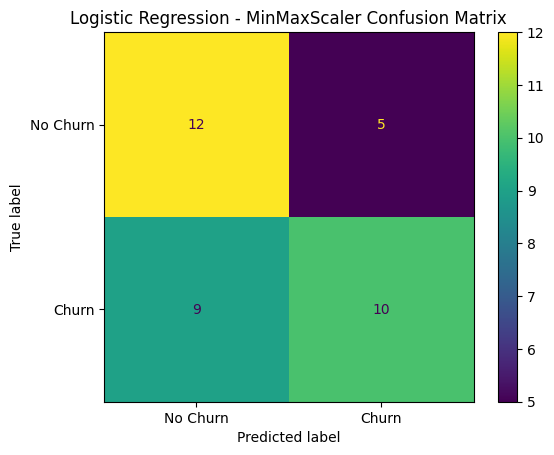 Logistic Regression - MinMaxScaler Confusion Matrix
True label
No Churn
Churn
12
5
9
10
No Churn
Churn
Predicted label
12
11
10
9
8
7
6
5